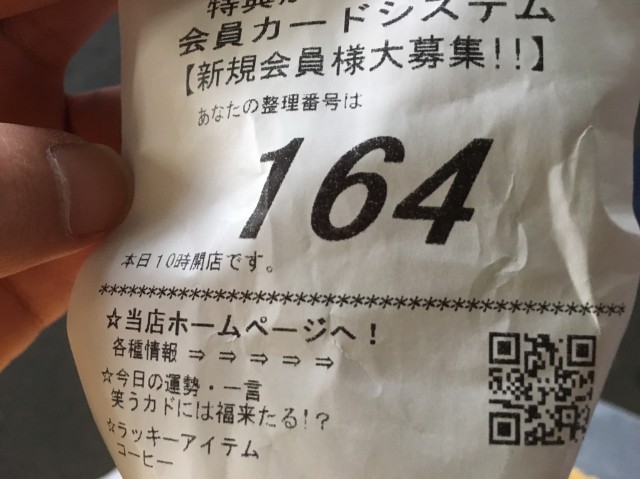 会員カードシステム
【新規会員様大募集!!】
あなたの整理番号は
164
本日10時開店です。
************************************************
☆当店ホームページへ!
各種情報 ⇒ ⇒ ⇒ ⇒ ⇒
☆今日の運勢・一言
笑うカドには福来たる!?
☆ラッキーアイテム
コーヒー